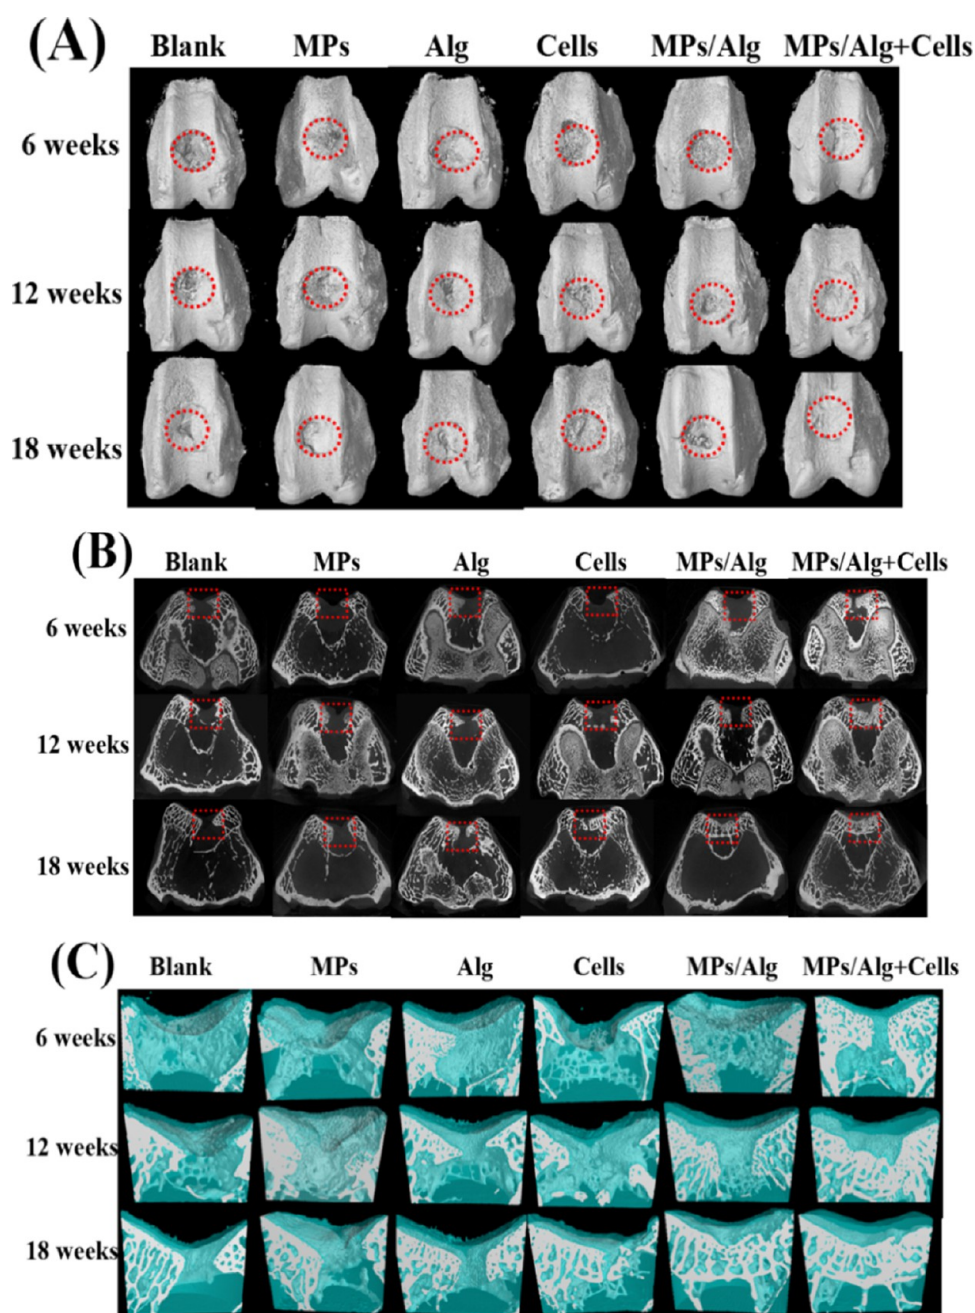 (A)
Blank MPs Alg Cells MPs/Alg MPs/Alg+Cells
6 weeks
12 weeks
18 weeks
(B)
Blank MPs Alg Cells MPs/Alg MPs/Alg+Cells
6 weeks
12 weeks
18 weeks
(C)
Blank MPs Alg Cells MPs/Alg MPs/Alg+Cells
6 weeks
12 weeks
18 weeks